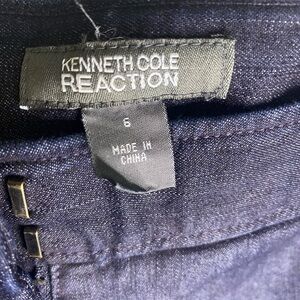 KENNETH COLE
REACTION
6
MADE IN
CHINA